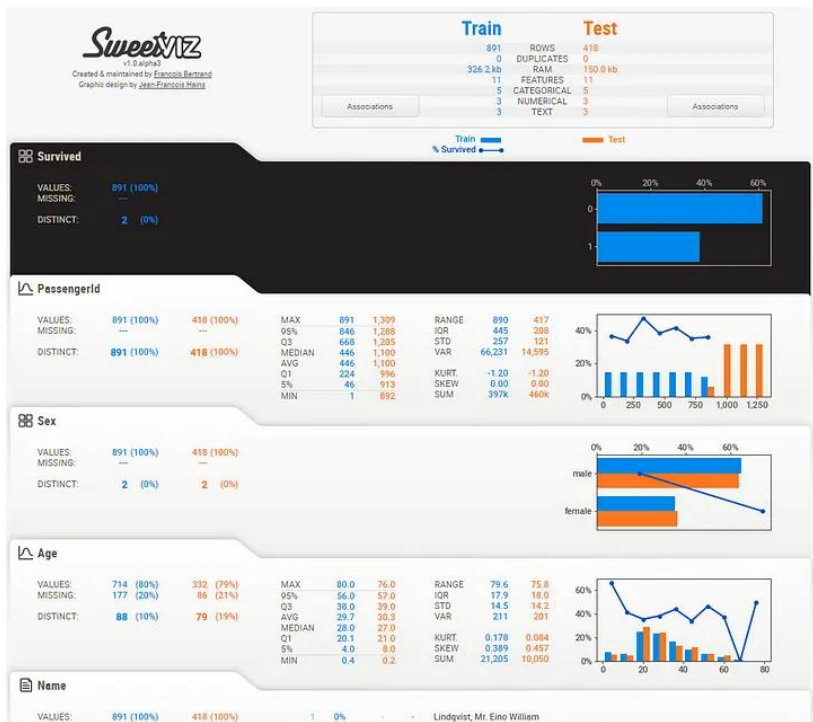 SweetVIZ
v1.0.alpha3
Created & maintained by Francois Bertrand
Graphic design by Jean-Francois Hains
Train Test
891 ROWS 418
0 DUPLICATES 0
326.2 kb RAM 150.0 kb
11 FEATURES 11
5 CATEGORICAL 5
3 NUMERICAL 3
3 TEXT 3
Associations
Associations
Train
% Survived
Test
Survived
VALUES: 891 (100%)
MISSING: ---
DISTINCT: 2 (0%)
0% 20% 40% 60%
0
1
PassengerId
VALUES: 891 (100%) 418 (100%)
MISSING: --- ---
DISTINCT: 891 (100%) 418 (100%)
MAX 891 1,309
95% 846 1,288
Q3 668 1,205
MEDIAN 446 1,100
AVG 446 1,100
Q1 224 996
5% 46 913
MIN 1 892
RANGE 890 417
IQR 445 208
STD 257 121
VAR 66,231 14,595
KURT. -1.20 -1.20
SKEW 0.00 0.00
SUM 397k 460k
40%
20%
0%
0 250 500 750 1,000 1,250
Sex
VALUES: 891 (100%) 418 (100%)
MISSING: --- ---
DISTINCT: 2 (0%) 2 (0%)
0% 20% 40% 60%
male
female
Age
VALUES: 714 (80%) 332 (79%)
MISSING: 177 (20%) 86 (21%)
DISTINCT: 88 (10%) 79 (19%)
MAX 80.0 76.0
95% 56.0 57.0
Q3 38.0 39.0
AVG 29.7 30.3
MEDIAN 28.0 27.0
Q1 20.1 21.0
5% 4.0 8.0
MIN 0.4 0.2
RANGE 79.6 75.8
IQR 17.9 18.0
STD 14.5 14.2
VAR 211 201
KURT. 0.178 0.084
SKEW 0.389 0.457
SUM 21,205 10,050
60%
40%
20%
0%
0 20 40 60 80
Name
VALUES: 891 (100%) 418 (100%) 1 0% - - Lindqvist, Mr. Eino William